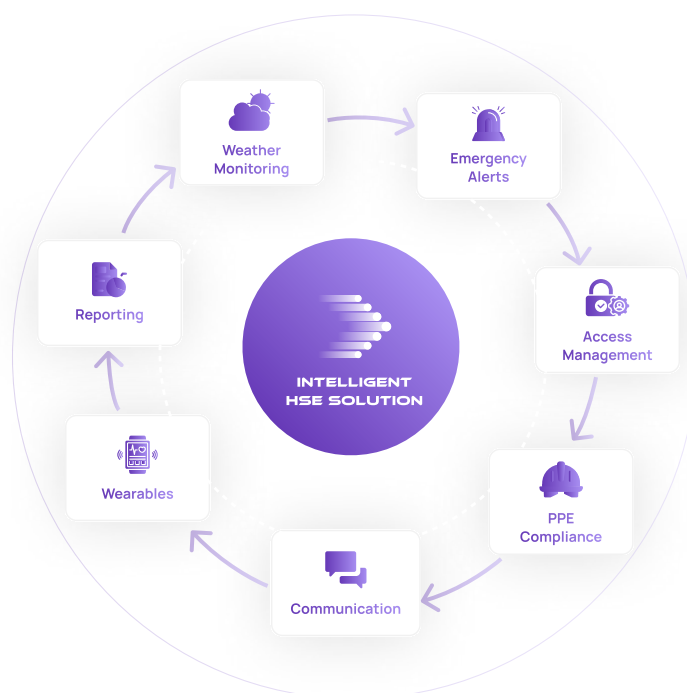 Weather
Monitoring
Emergency
Alerts
Access
Management
PPE
Compliance
Communication
Wearables
Reporting
INTELLIGENT
HSE SOLUTION